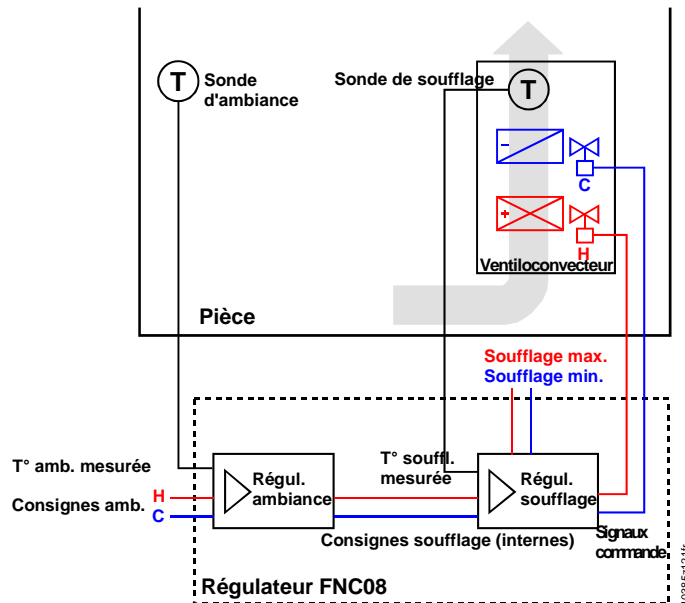 T
Sonde
d'ambiance
Sonde de soufflage
T
-
C
+
H
Ventiloconvecteur
Pièce
Soufflage max.
Soufflage min.
T° amb. mesurée
Régul.
ambiance
T° souffl.
mesurée
Régul.
soufflage
Consignes amb.
H
C
Consignes soufflage (internes)
Signaux
commande
Régulateur FNC08